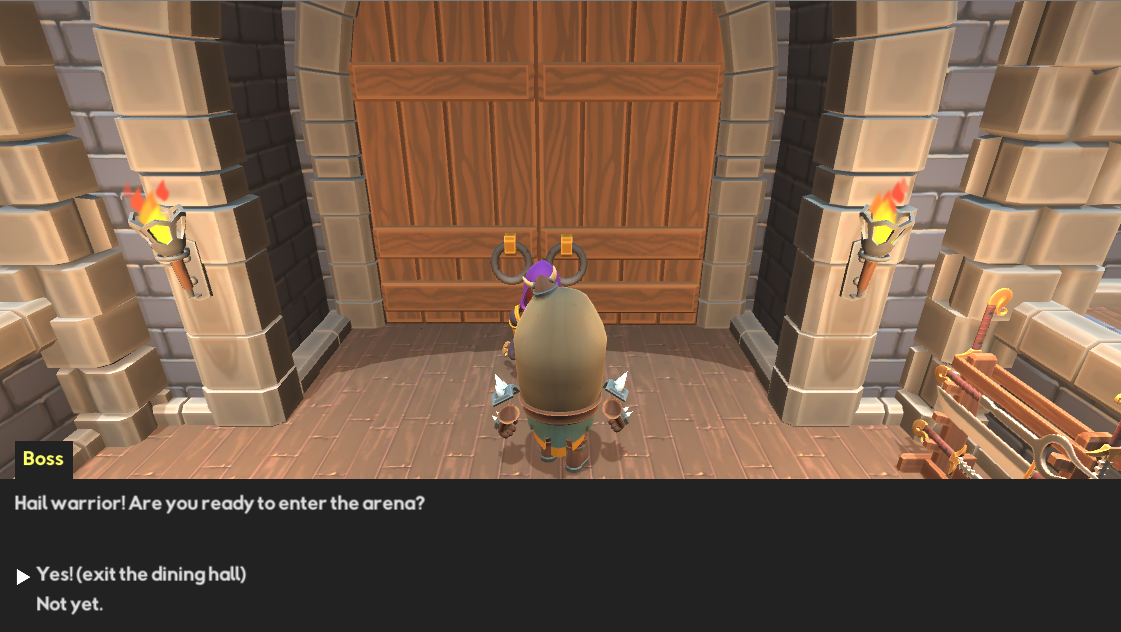 Boss
Hail warrior! Are you ready to enter the arena?
Yes! (exit the dining hall)
Not yet.